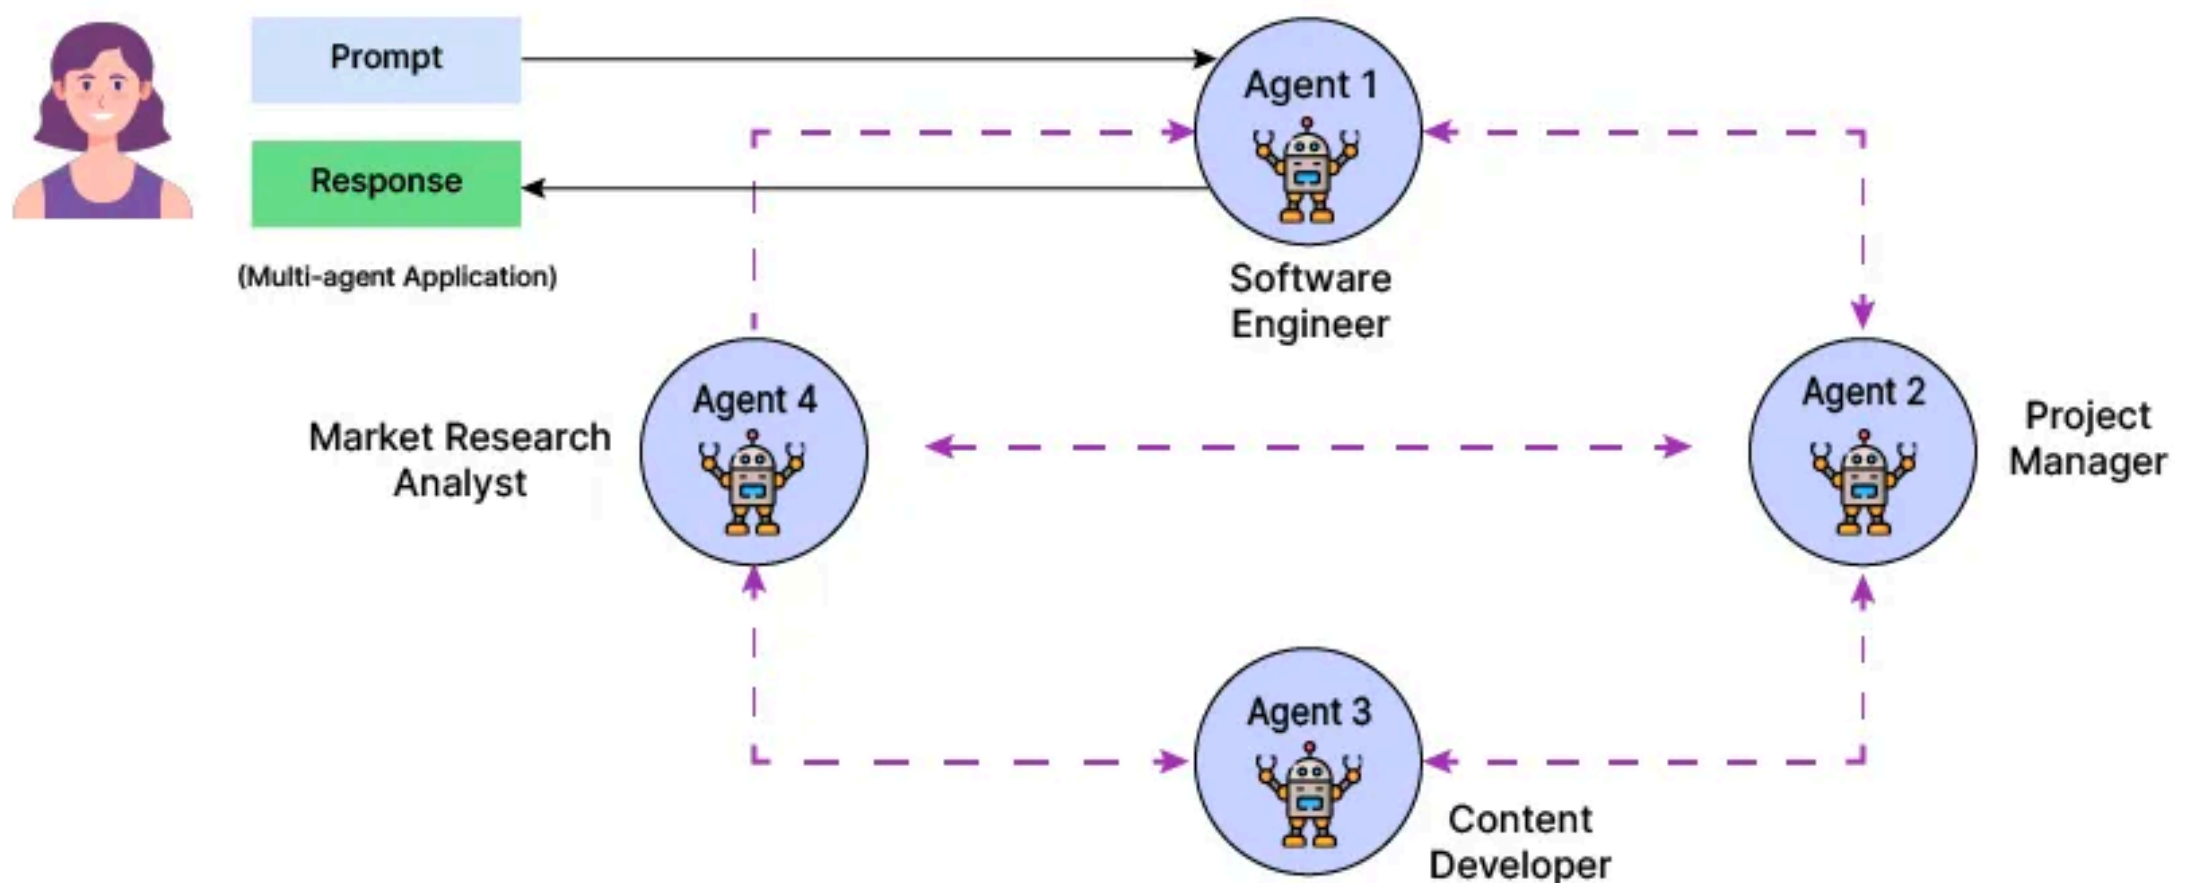 Prompt
Agent 1
Response
(Multi-agent Application)
Software
Engineer
Agent 4
Market Research
Analyst
Agent 2
Project
Manager
Agent 3
Content
Developer